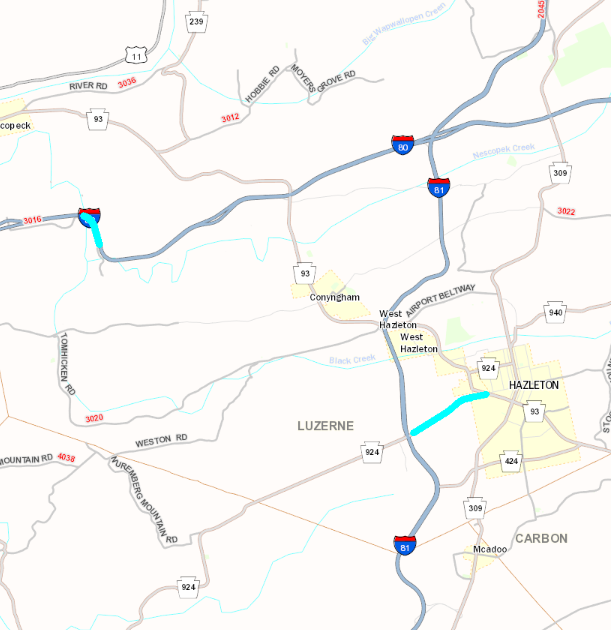 Big Wapwallopen Creek
2045
239
11
RIVER RD
3036
HOBBIE RD
MOYERS
GROVE RD
93
3012
copeck
80
Nescopek Creek
309
81
3016
3022
93
Conyngham
AIRPORT BELTWAY
West
Hazleton
940
West
Hazleton
TOMHICKEN RD
Black Creek
924
HAZLETON
93
3020
LUZERNE
WESTON RD
924
MOUNTAIN RD
4038
424
NUREMBERG MOUNTAIN RD
309
CARBON
81
Mcadoo
924